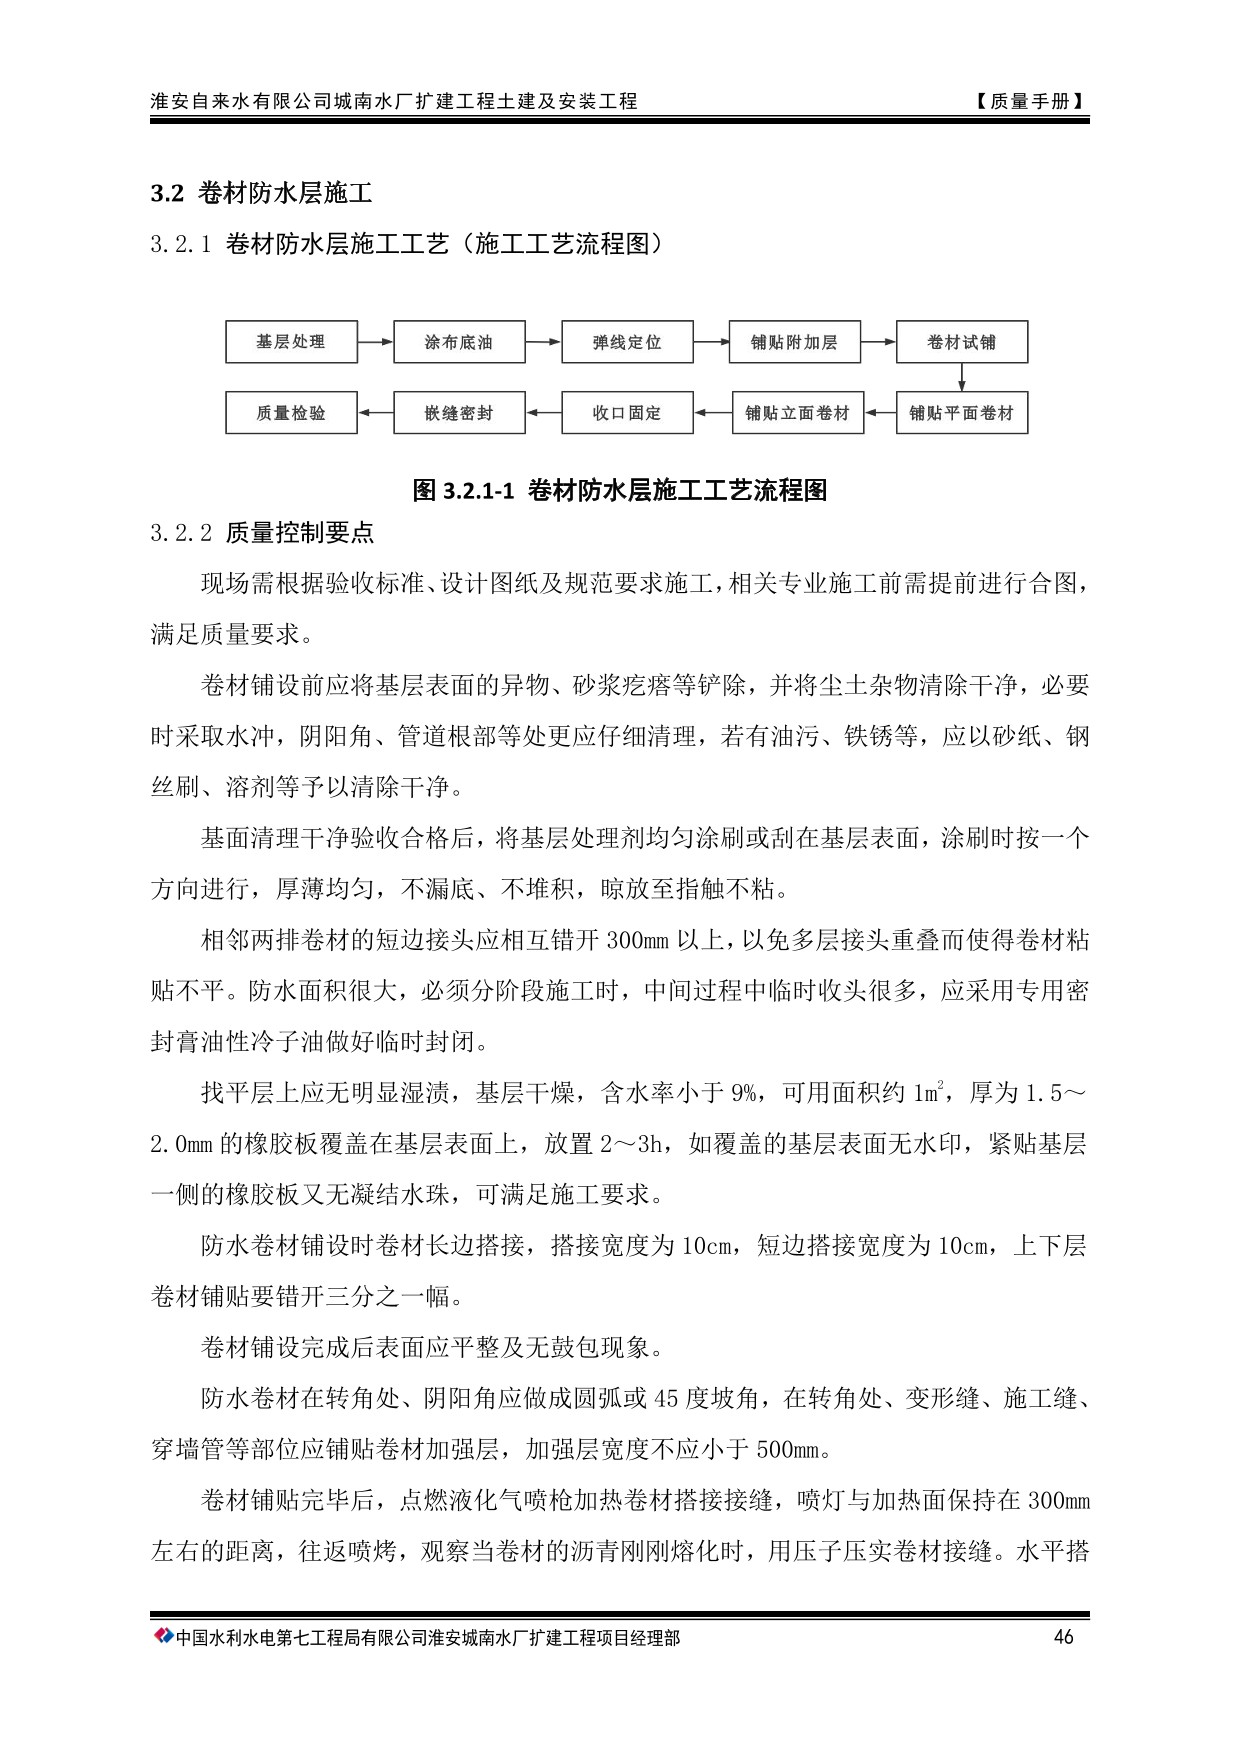 淮安自来水有限公司城南水厂扩建工程土建及安装工程 【质量手册】
3.2 卷材防水层施工
3.2.1 卷材防水层施工工艺（施工工艺流程图）
基层处理 涂布底油 弹线定位 铺贴附加层 卷材试铺
质量检验 嵌缝密封 收口固定 铺贴立面卷材 铺贴平面卷材
图 3.2.1-1 卷材防水层施工工艺流程图
3.2.2 质量控制要点
现场需根据验收标准、设计图纸及规范要求施工，相关专业施工前需提前进行合图，
满足质量要求。
卷材铺设前应将基层表面的异物、砂浆疙瘩等铲除，并将尘土杂物清除干净，必要
时采取水冲，阴阳角、管道根部等处更应仔细清理，若有油污、铁锈等，应以砂纸、钢
丝刷、溶剂等予以清除干净。
基面清理干净验收合格后，将基层处理剂均匀涂刷或刮在基层表面，涂刷时按一个
方向进行，厚薄均匀，不漏底、不堆积，晾放至指触不粘。
相邻两排卷材的短边接头应相互错开 300mm 以上，以免多层接头重叠而使得卷材粘
贴不平。防水面积很大，必须分阶段施工时，中间过程中临时收头很多，应采用专用密
封膏油性冷子油做好临时封闭。
找平层上应无明显湿渍，基层干燥，含水率小于 9%，可用面积约 1m²，厚为 1.5～
2.0mm 的橡胶板覆盖在基层表面上，放置 2～3h，如覆盖的基层表面无水印，紧贴基层
一侧的橡胶板又无凝结水珠，可满足施工要求。
防水卷材铺设时卷材长边搭接，搭接宽度为 10cm，短边搭接宽度为 10cm，上下层
卷材铺贴要错开三分之一幅。
卷材铺设完成后表面应平整及无鼓包现象。
防水卷材在转角处、阴阳角应做成圆弧或 45 度坡角，在转角处、变形缝、施工缝、
穿墙管等部位应铺贴卷材加强层，加强层宽度不应小于 500mm。
卷材铺贴完毕后，点燃液化气喷枪加热卷材搭接接缝，喷灯与加热面保持在 300mm
左右的距离，往返喷烤，观察当卷材的沥青刚刚熔化时，用压子压实卷材接缝。水平搭
中国水利水电第七工程局有限公司淮安城南水厂扩建工程项目经理部 46